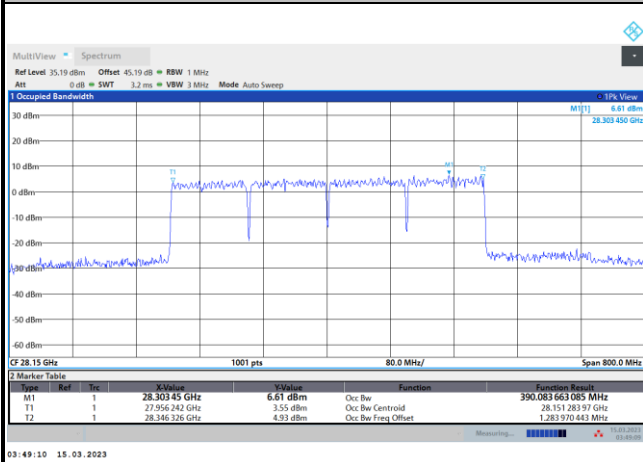 MultiView Spectrum
Ref Level 35.19 dBm Offset 45.19 dB RBW 1 MHz
Att 0 dB SWT 3.2 ms VBW 3 MHz Mode Auto Sweep
1 Occupied Bandwidth 1Pk View
M1[1] 6.61 dBm
28.303 450 GHz
30 dBm
20 dBm
10 dBm
M1
T1 T2
0 dBm
-10 dBm
-20 dBm
-30 dBm
-40 dBm
-50 dBm
-60 dBm
CF 28.15 GHz 1001 pts 80.0 MHz/ Span 800.0 MHz
2 Marker Table
Type Ref Trc X-Value Y-Value Function Function Result
M1 1 28.303 45 GHz 6.61 dBm Occ Bw 390.083 663 085 MHz
T1 1 27.956 242 GHz 3.55 dBm Occ Bw Centroid 28.151 283 97 GHz
T2 1 28.346 326 GHz 4.93 dBm Occ Bw Freq Offset 1.283 970 443 MHz
Measuring... 15.03.2023
03:49:09
03:49:10 15.03.2023